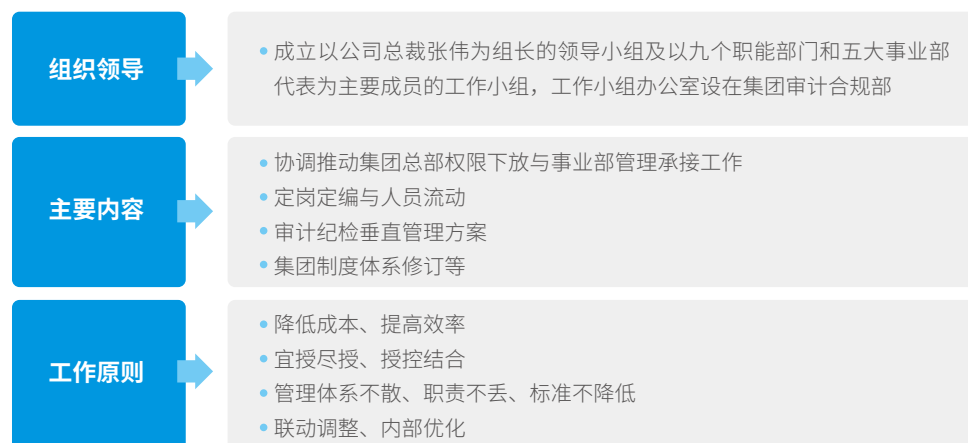 组织领导
•成立以公司总裁张伟为组长的领导小组及以九个职能部门和五大事业部
代表为主要成员的工作小组，工作小组办公室设在集团审计合规部
主要内容
•协调推动集团总部权限下放与事业部管理承接工作
•定岗定编与人员流动
•审计纪检垂直管理方案
•集团制度体系修订等
工作原则
•降低成本、提高效率
•宜授尽授、授控结合
•管理体系不散、职责不丢、标准不降低
•联动调整、内部优化